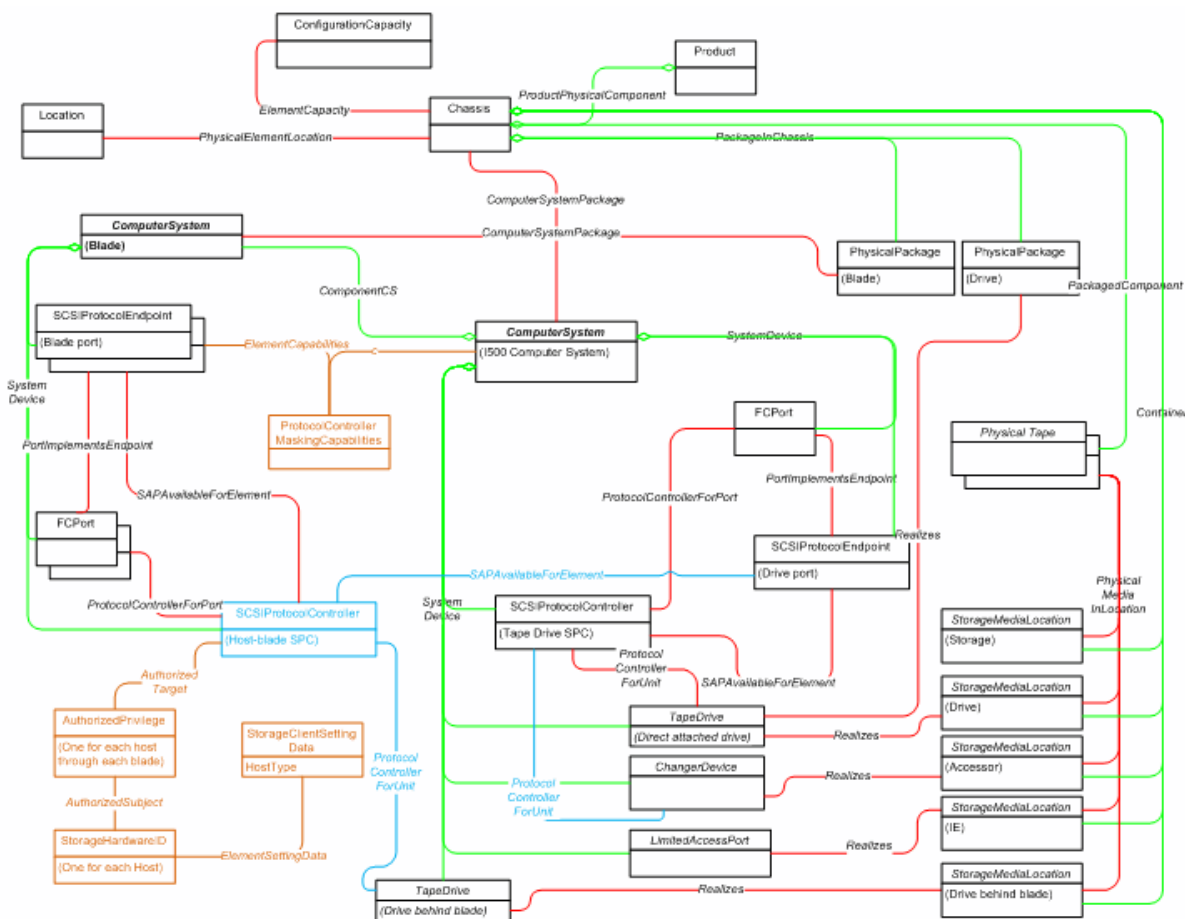 ConfigurationCapacity
Product
ElementCapacity
ProductPhysicalComponent
Chassis
Location
PhysicalElementLocation
PackageInChassis
ComputerSystemPackage
ComputerSystem
(Blade)
ComputerSystemPackage
PhysicalPackage
(Blade)
PhysicalPackage
(Drive)
PackagedComponent
ComponentCS
SCSIProtocolEndpoint
(Blade port)
ElementCapabilities
c
ComputerSystem
(I500 Computer System)
SystemDevice
System
Device
ProtocolController
MaskingCapabilities
FCPort
Container
Physical Tape
PortImplementsEndpoint
PortImplementsEndpoint
SAPAvailableForElement
ProtocolControllerForPort
FCPort
Realizes
SCSIProtocolEndpoint
(Drive port)
SAPAvailableForElement
ProtocolControllerForPort
System
Device
Physical
Media
InLocation
SCSIProtocolController
(Host-blade SPC)
SCSIProtocolController
(Tape Drive SPC)
StorageMediaLocation
(Storage)
Protocol
Controller
ForUnit
SAPAvailableForElement
Authorized
Target
StorageMediaLocation
(Drive)
AuthorizedPrivilege
(One for each host
through each blade)
StorageClientSetting
Data
HostType
TapeDrive
(Direct attached drive)
Realizes
Protocol
Controller
ForUnit
ChangerDevice
Realizes
StorageMediaLocation
(Accessor)
Protocol
Controller
ForUnit
AuthorizedSubject
StorageMediaLocation
(IE)
StorageHardwareID
(One for each Host)
ElementSettingData
LimitedAccessPort
Realizes
StorageMediaLocation
(Drive behind blade)
TapeDrive
(Drive behind blade)
Realizes